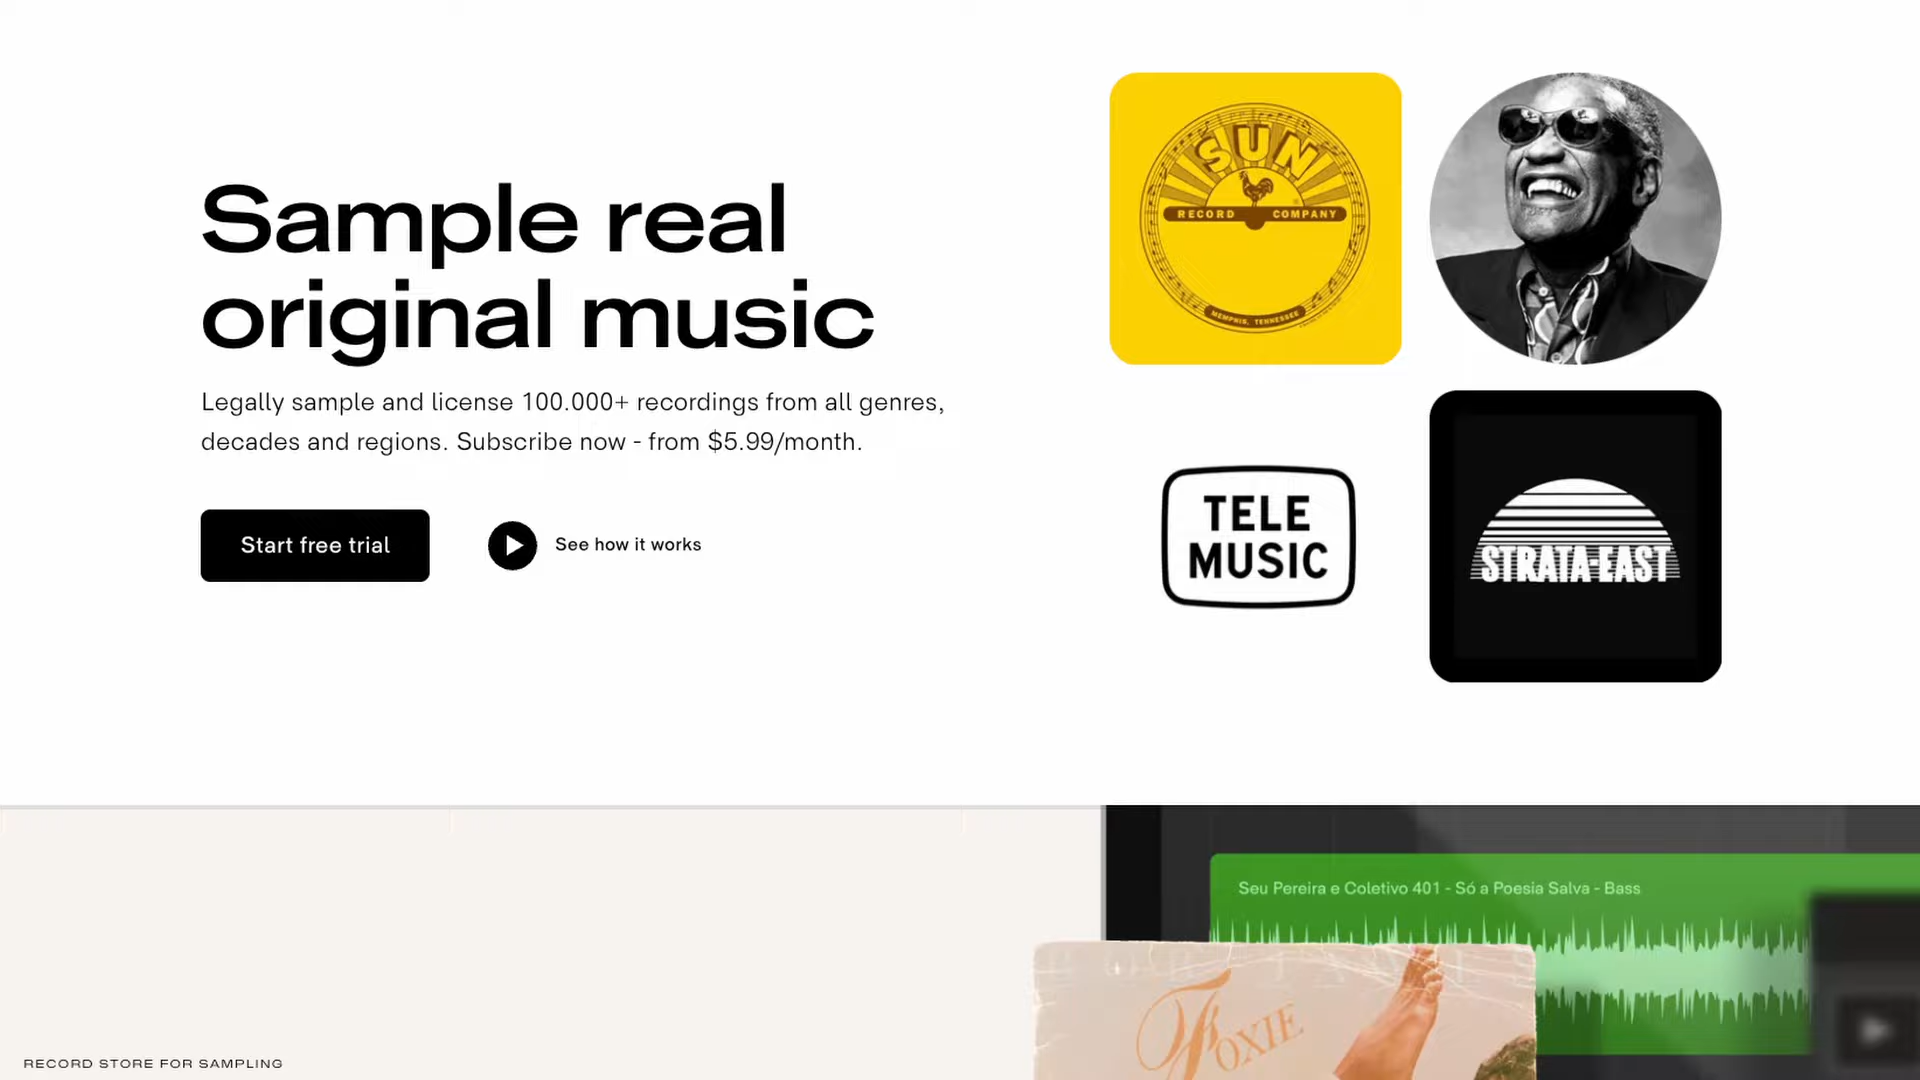 Sample real
original music
Legally sample and license 100.000+ recordings from all genres,
decades and regions. Subscribe now - from $5.99/month.
Start free trial
See how it works
SUN
RECORD COMPANY
MEMPHIS, TENNESSEE
TELE
MUSIC
STRATA-EAST
Seu Pereira e Coletivo 401 - Só a Poesia Salva - Bass
FOXIE
RECORD STORE FOR SAMPLING